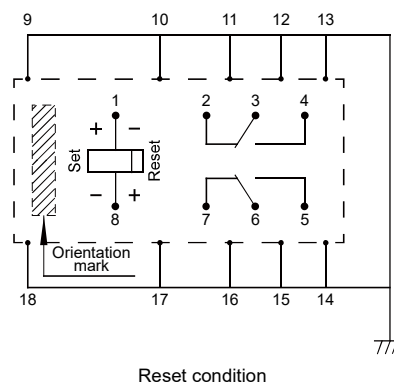 9 10 11 12 13
1 2 3 4
+ −
Set Reset
− +
8 7 6 5
Orientation
mark
18 17 16 15 14
Reset condition